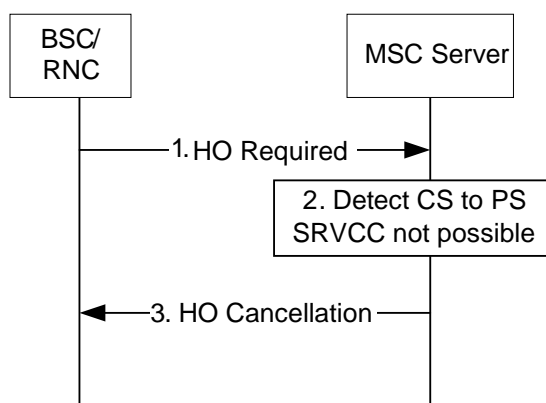 BSC/
RNC
MSC Server
1. HO Required
2. Detect CS to PS
SRVCC not possible
3. HO Cancellation